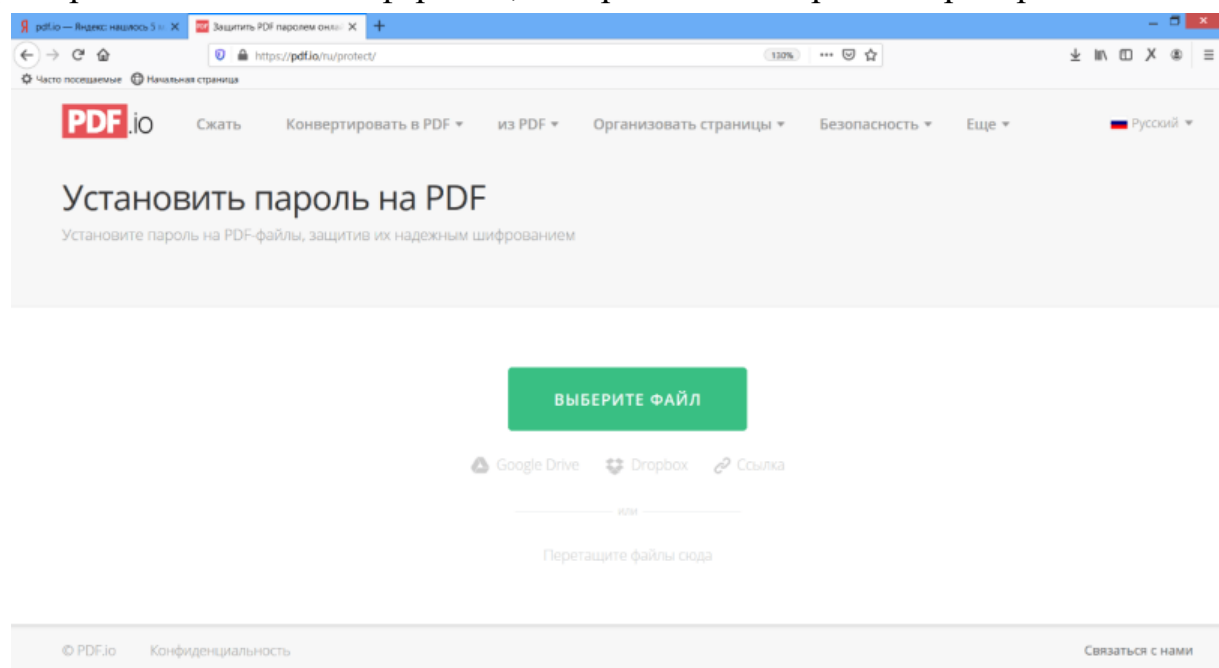 pdf.io — Яндекс: нашлось 5 м
Защитить PDF паролем онла
https://pdf.io/ru/protect/
130%
Часто посещаемые
Начальная страница
PDF.io
Сжать
Конвертировать в PDF
из PDF
Организовать страницы
Безопасность
Еще
Русский
Установить пароль на PDF
Установите пароль на PDF-файлы, защитив их надежным шифрованием
ВЫБЕРИТЕ ФАЙЛ
Google Drive
Dropbox
Ссылка
или
Перетащите файлы сюда
© PDF.io
Конфиденциальность
Связаться с нами